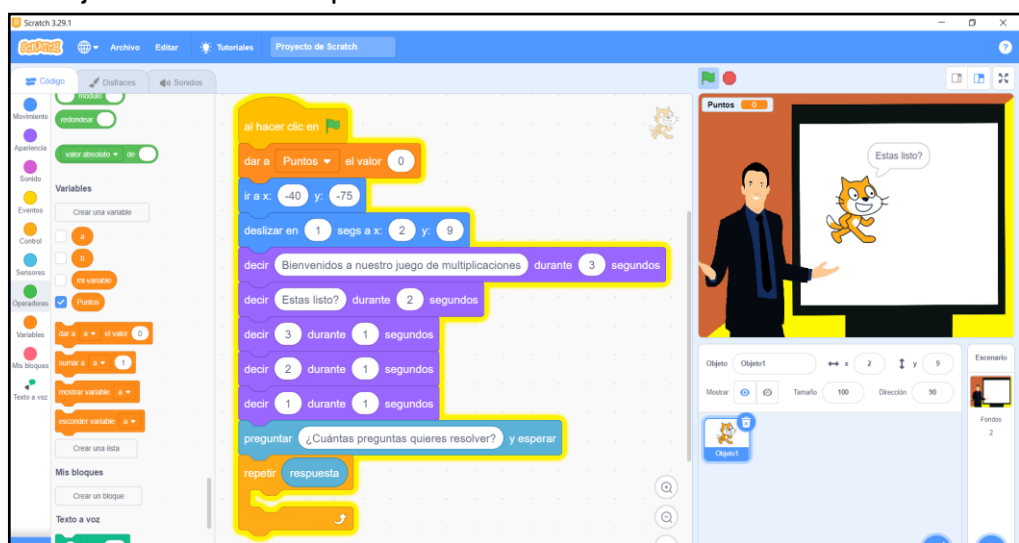 Scratch 3.29.1
SCRATCH
Archivo
Editar
Tutoriales
Proyecto de Scratch
Código
Disfraces
Sonidos
Movimiento
Apariencia
Sonido
Eventos
Control
Sensores
Operadores
Variables
Mis bloques
Texto a voz
módulo
redondear
valor absoluto de
Variables
Crear una variable
a
b
mi variable
Puntos
dar a a el valor 0
sumar a a 1
mostrar variable a
esconder variable a
Crear una lista
Mis bloques
Crear un bloque
Texto a voz
al hacer clic en
dar a Puntos el valor 0
ir a x: -40 y: -75
deslizar en 1 segs a x: 2 y: 9
decir Bienvenidos a nuestro juego de multiplicaciones durante 3 segundos
decir Estas listo? durante 2 segundos
decir 3 durante 1 segundos
decir 2 durante 1 segundos
decir 1 durante 1 segundos
preguntar ¿Cuántas preguntas quieres resolver? y esperar
repetir respuesta
Puntos 0
Estas listo?
Objeto Objeto1 x 2 y 9
Mostrar Tamaño 100 Dirección 90
Objeto1
Escenario
Fondos
2